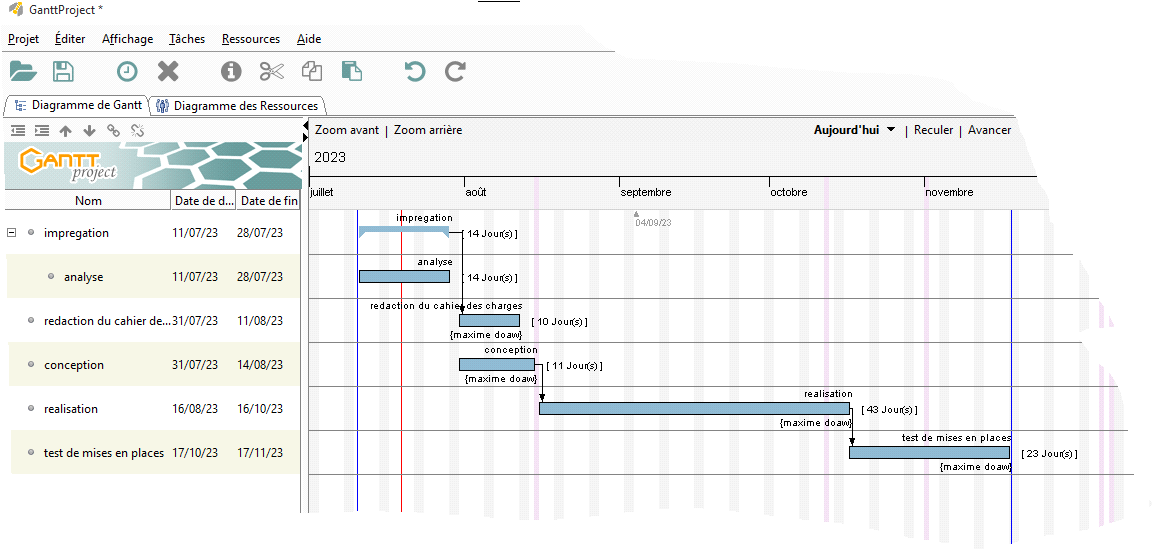 GanttProject *
Projet Éditer Affichage Tâches Ressources Aide
Diagramme de Gantt Diagramme des Ressources
Zoom avant | Zoom arrière Aujourd'hui | Reculer | Avancer
GANTT project
2023
juillet août septembre octobre novembre
Nom Date de d... Date de fin
04/09/23
impregation
impregation 11/07/23 28/07/23 [ 14 Jour(s) ]
analyse
analyse 11/07/23 28/07/23 [ 14 Jour(s) ]
redaction du cahier des charges
redaction du cahier de... 31/07/23 11/08/23 [ 10 Jour(s) ]
{maxime doaw}
conception
conception 31/07/23 14/08/23 [ 11 Jour(s) ]
{maxime doaw}
realisation
realisation 16/08/23 16/10/23 [ 43 Jour(s) ]
{maxime doaw}
test de mises en places
test de mises en places 17/10/23 17/11/23 [ 23 Jour(s) ]
{maxime doaw}